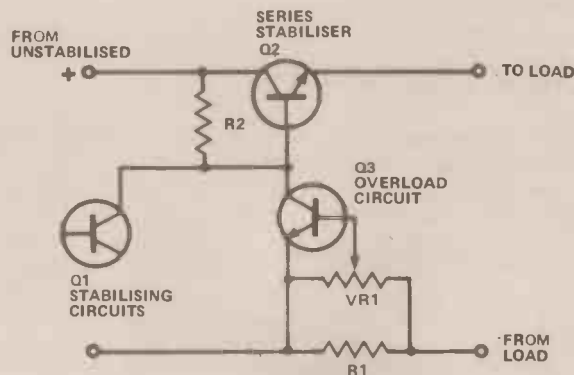 SERIES
STABILISER
Q2
FROM
UNSTABILISED
+
TO LOAD
R2
Q3
OVERLOAD
CIRCUIT
Q1
STABILISING
CIRCUITS
VR1
FROM
LOAD
R1